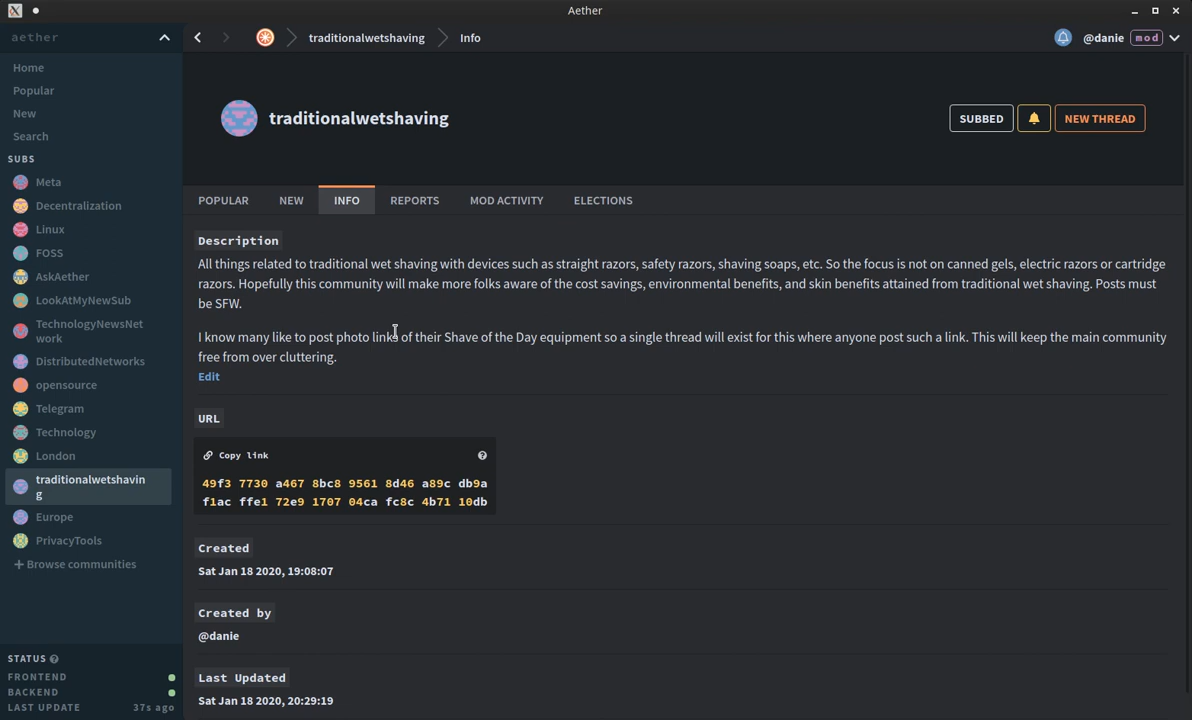 Aether
aether
traditionalwetshaving
Info
@danie
mod
Home
Popular
New
Search
SUBS
Meta
Decentralization
Linux
FOSS
AskAether
LookAtMyNewSub
TechnologyNewsNet
work
DistributedNetworks
opensource
Telegram
Technology
London
traditionalwetshavin
g
Europe
PrivacyTools
+ Browse communities
STATUS ?
FRONTEND
BACKEND
LAST UPDATE 37s ago
traditionalwetshaving
SUBBED
NEW THREAD
POPULAR NEW INFO REPORTS MOD ACTIVITY ELECTIONS
Description
All things related to traditional wet shaving with devices such as straight razors, safety razors, shaving soaps, etc. So the focus is not on canned gels, electric razors or cartridge
razors. Hopefully this community will make more folks aware of the cost savings, environmental benefits, and skin benefits attained from traditional wet shaving. Posts must
be SFW.
I know many like to post photo links of their Shave of the Day equipment so a single thread will exist for this where anyone post such a link. This will keep the main community
free from over cluttering.
Edit
URL
Copy link ?
49f3 7730 a467 8bc8 9561 8d46 a89c db9a
f1ac ffe1 72e9 1707 04ca fc8c 4b71 10db
Created
Sat Jan 18 2020, 19:08:07
Created by
@danie
Last Updated
Sat Jan 18 2020, 20:29:19